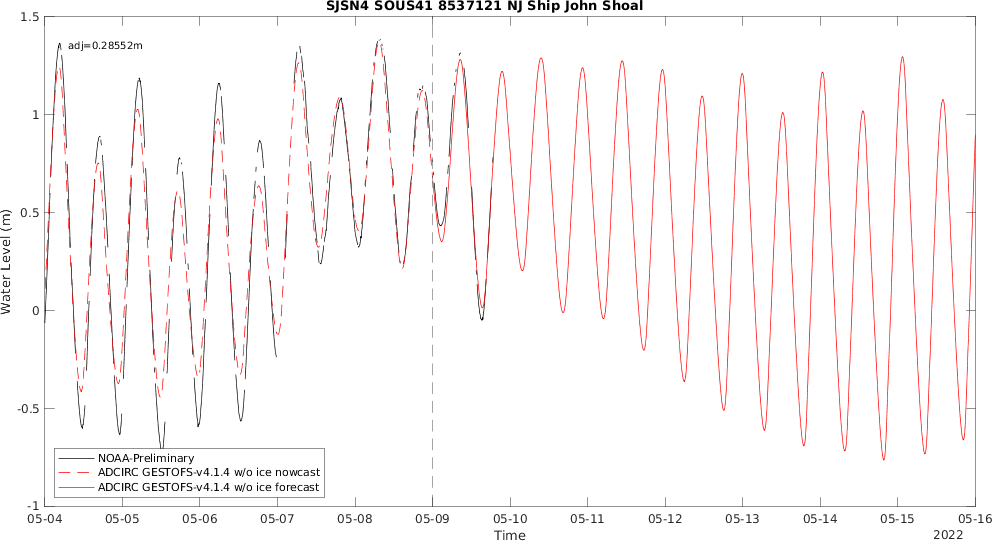 SJSN4 SOUS41 8537121 NJ Ship John Shoal
adj=0.28552m
1.5
1
0.5
0
-0.5
-1
Water Level (m)
NOAA-Preliminary
ADCIRC GESTOFS-v4.1.4 w/o ice nowcast
ADCIRC GESTOFS-v4.1.4 w/o ice forecast
05-04 05-05 05-06 05-07 05-08 05-09 05-10 05-11 05-12 05-13 05-14 05-15 05-16
Time
2022